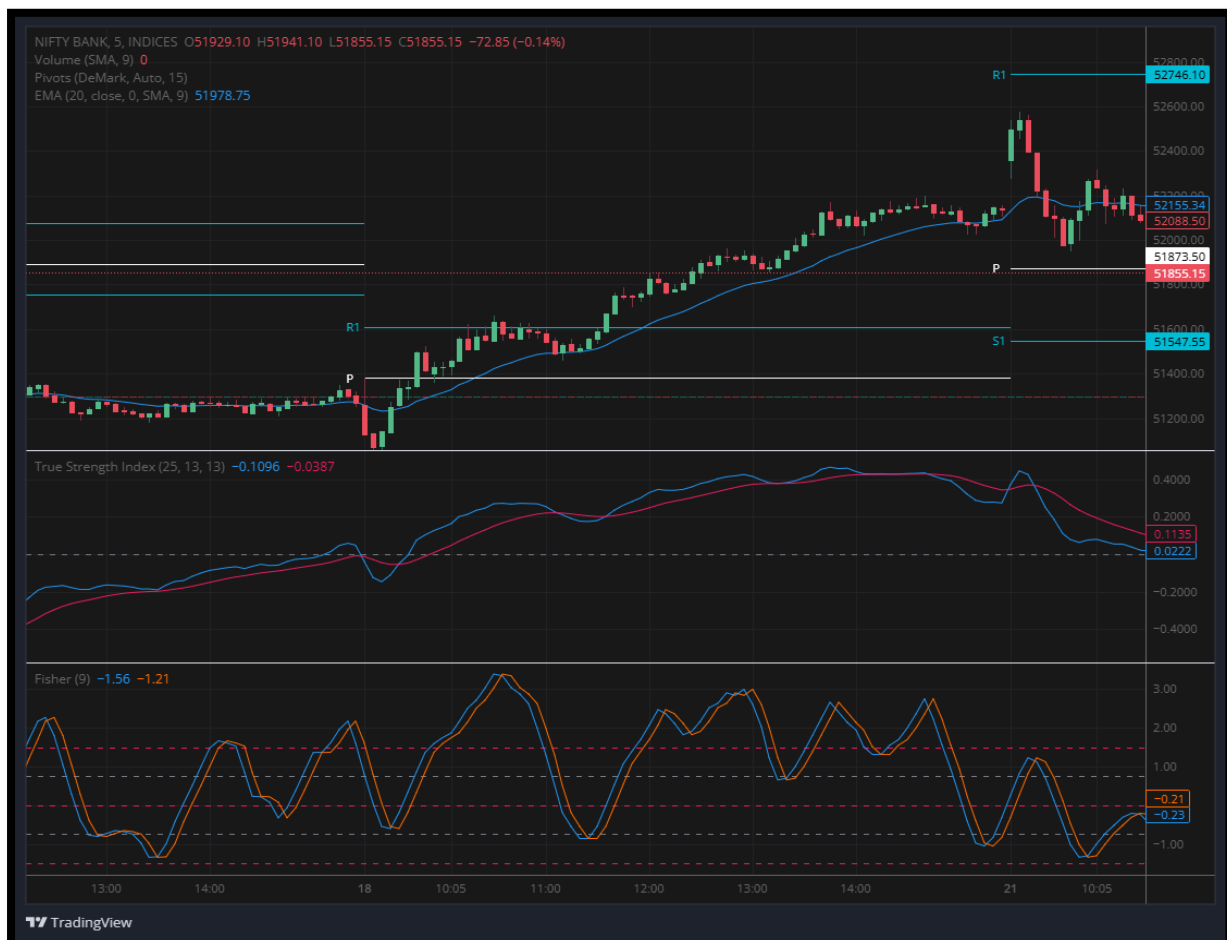 NIFTY BANK, 5, INDICES O51929.10 H51941.10 L51855.15 C51855.15 −72.85 (−0.14%)
Volume (SMA, 9) 0
Pivots (DeMark, Auto, 15)
EMA (20, close, 0, SMA, 9) 51978.75
52800.00
R1 52746.10
52600.00
52400.00
52200.00
52155.34
52088.50
52000.00
51873.50
P 51855.15
51800.00
R1 51600.00
S1 51547.55
P 51400.00
51200.00
True Strength Index (25, 13, 13) −0.1096 −0.0387
0.4000
0.2000
0.1135
0.0222
−0.2000
−0.4000
Fisher (9) −1.56 −1.21
3.00
2.00
1.00
−0.21
−0.23
−1.00
13:00 14:00 18 10:05 11:00 12:00 13:00 14:00 21 10:05
TradingView